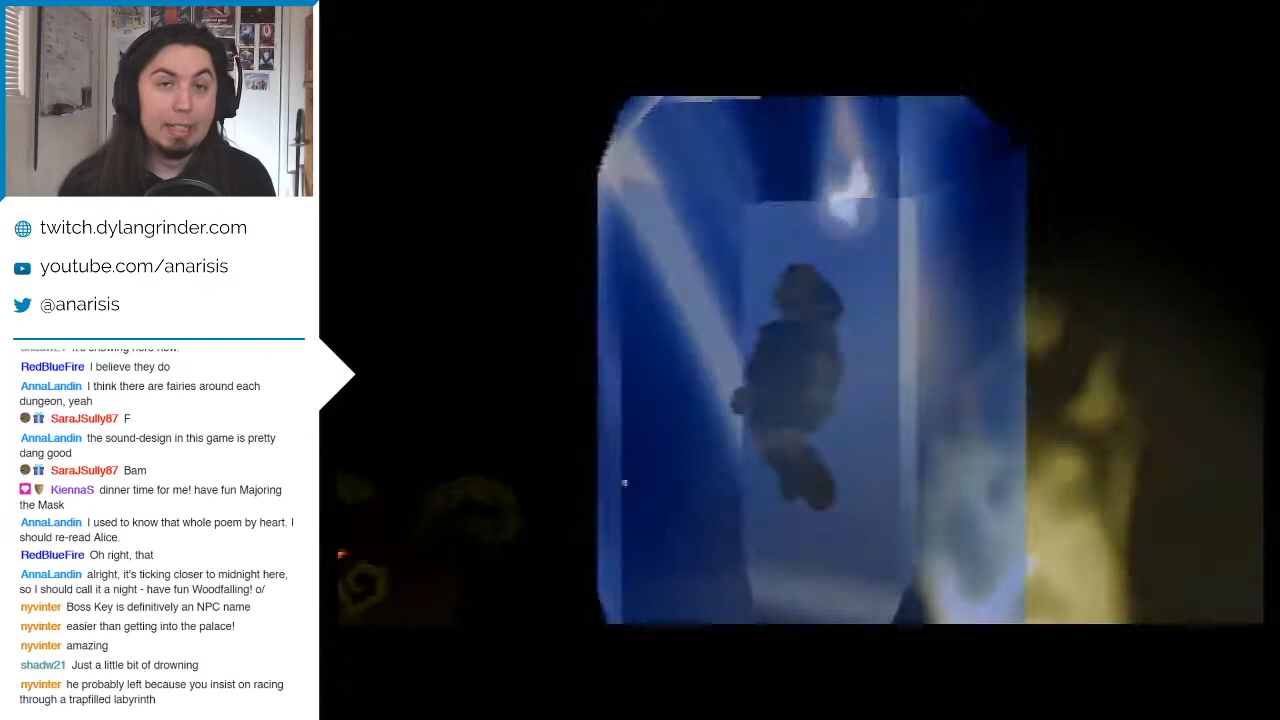 twitch.dylangrinder.com
youtube.com/anarisis
@anarisis
shadw21 it's showing here now.
RedBlueFire I believe they do
AnnaLandin I think there are fairies around each
dungeon, yeah
SaraJSully87 F
AnnaLandin the sound-design in this game is pretty
dang good
SaraJSully87 Bam
KiennaS dinner time for me! have fun Majoring
the Mask
AnnaLandin I used to know that whole poem by heart. I
should re-read Alice.
RedBlueFire Oh right, that
AnnaLandin alright, it's ticking closer to midnight here,
so I should call it a night - have fun Woodfalling! o/
nyvinter Boss Key is definitively an NPC name
nyvinter easier than getting into the palace!
nyvinter amazing
shadw21 Just a little bit of drowning
nyvinter he probably left because you insist on racing
through a trapfilled labyrinth